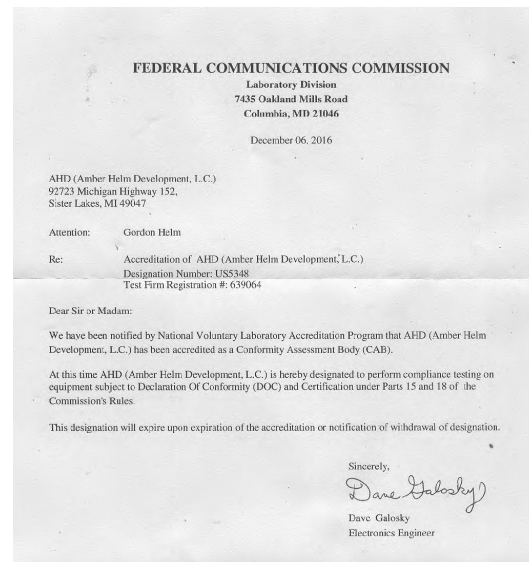 FEDERAL COMMUNICATIONS COMMISSION
Laboratory Division
7435 Oakland Mills Road
Columbia, MD 21046
December 06, 2016
AHD (Amber Helm Development, L.C.)
92723 Michigan Highway 152,
Sister Lakes, MI 49047
Attention: Gordon Helm
Re: Accreditation of AHD (Amber Helm Development, L.C.)
Designation Number: US5348
Test Firm Registration #: 639064
Dear Sir or Madam:
We have been notified by National Voluntary Laboratory Accreditation Program that AHD (Amber Helm
Development, L.C.) has been accredited as a Conformity Assessment Body (CAB).
At this time AHD (Amber Helm Development, L.C.) is hereby designated to perform compliance testing on
equipment subject to Declaration Of Conformity (DOC) and Certification under Parts 15 and 18 of the
Commission's Rules.
This designation will expire upon expiration of the accreditation or notification of withdrawal of designation.
Sincerely,
Dave Galosky
Dave Galosky
Electronics Engineer